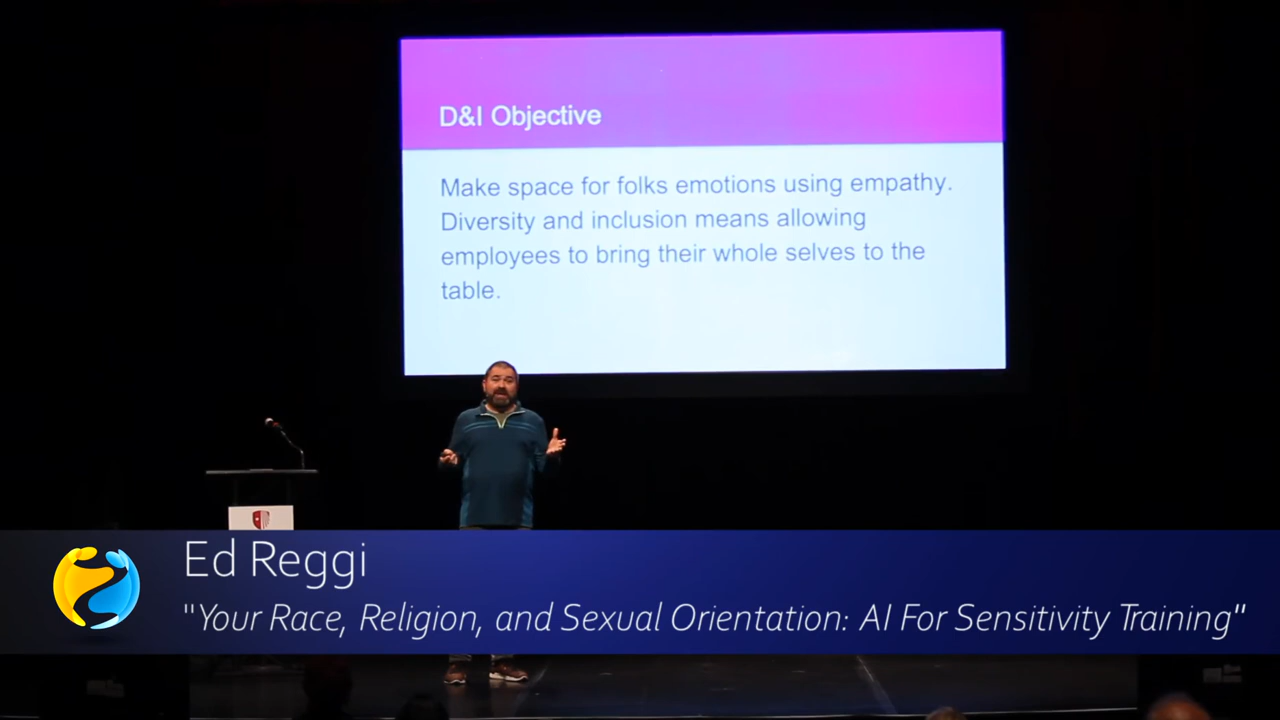 D&I Objective
Make space for folks emotions using empathy.
Diversity and inclusion means allowing
employees to bring their whole selves to the
table.
Ed Reggi
"Your Race, Religion, and Sexual Orientation: AI For Sensitivity Training"